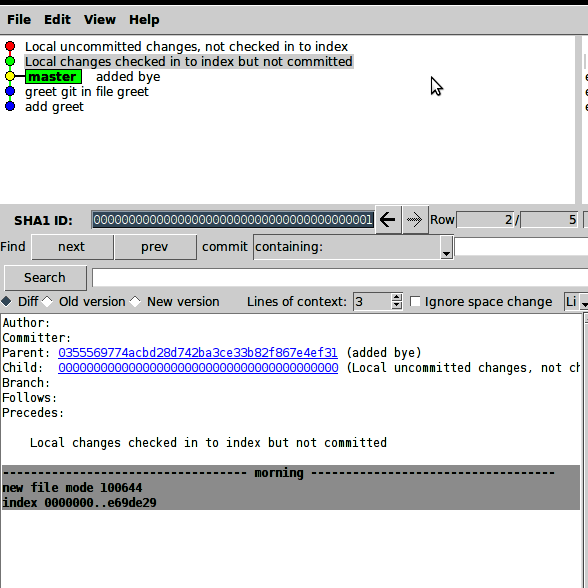 File Edit View Help
Local uncommitted changes, not checked in to index
Local changes checked in to index but not committed
master added bye
greet git in file greet
add greet
SHA1 ID: 0000000000000000000000000000000000000001 Row 2 / 5
Find next prev commit containing:
Search
Diff Old version New version Lines of context: 3 Ignore space change Li
Author:
Committer:
Parent: 0355569774acbd28d742ba3ce33b82f867e4ef31 (added bye)
Child: 0000000000000000000000000000000000000000 (Local uncommitted changes, not ch
Branch:
Follows:
Precedes:
Local changes checked in to index but not committed
---------------------------------- morning ----------------------------------
new file mode 100644
index 0000000..e69de29